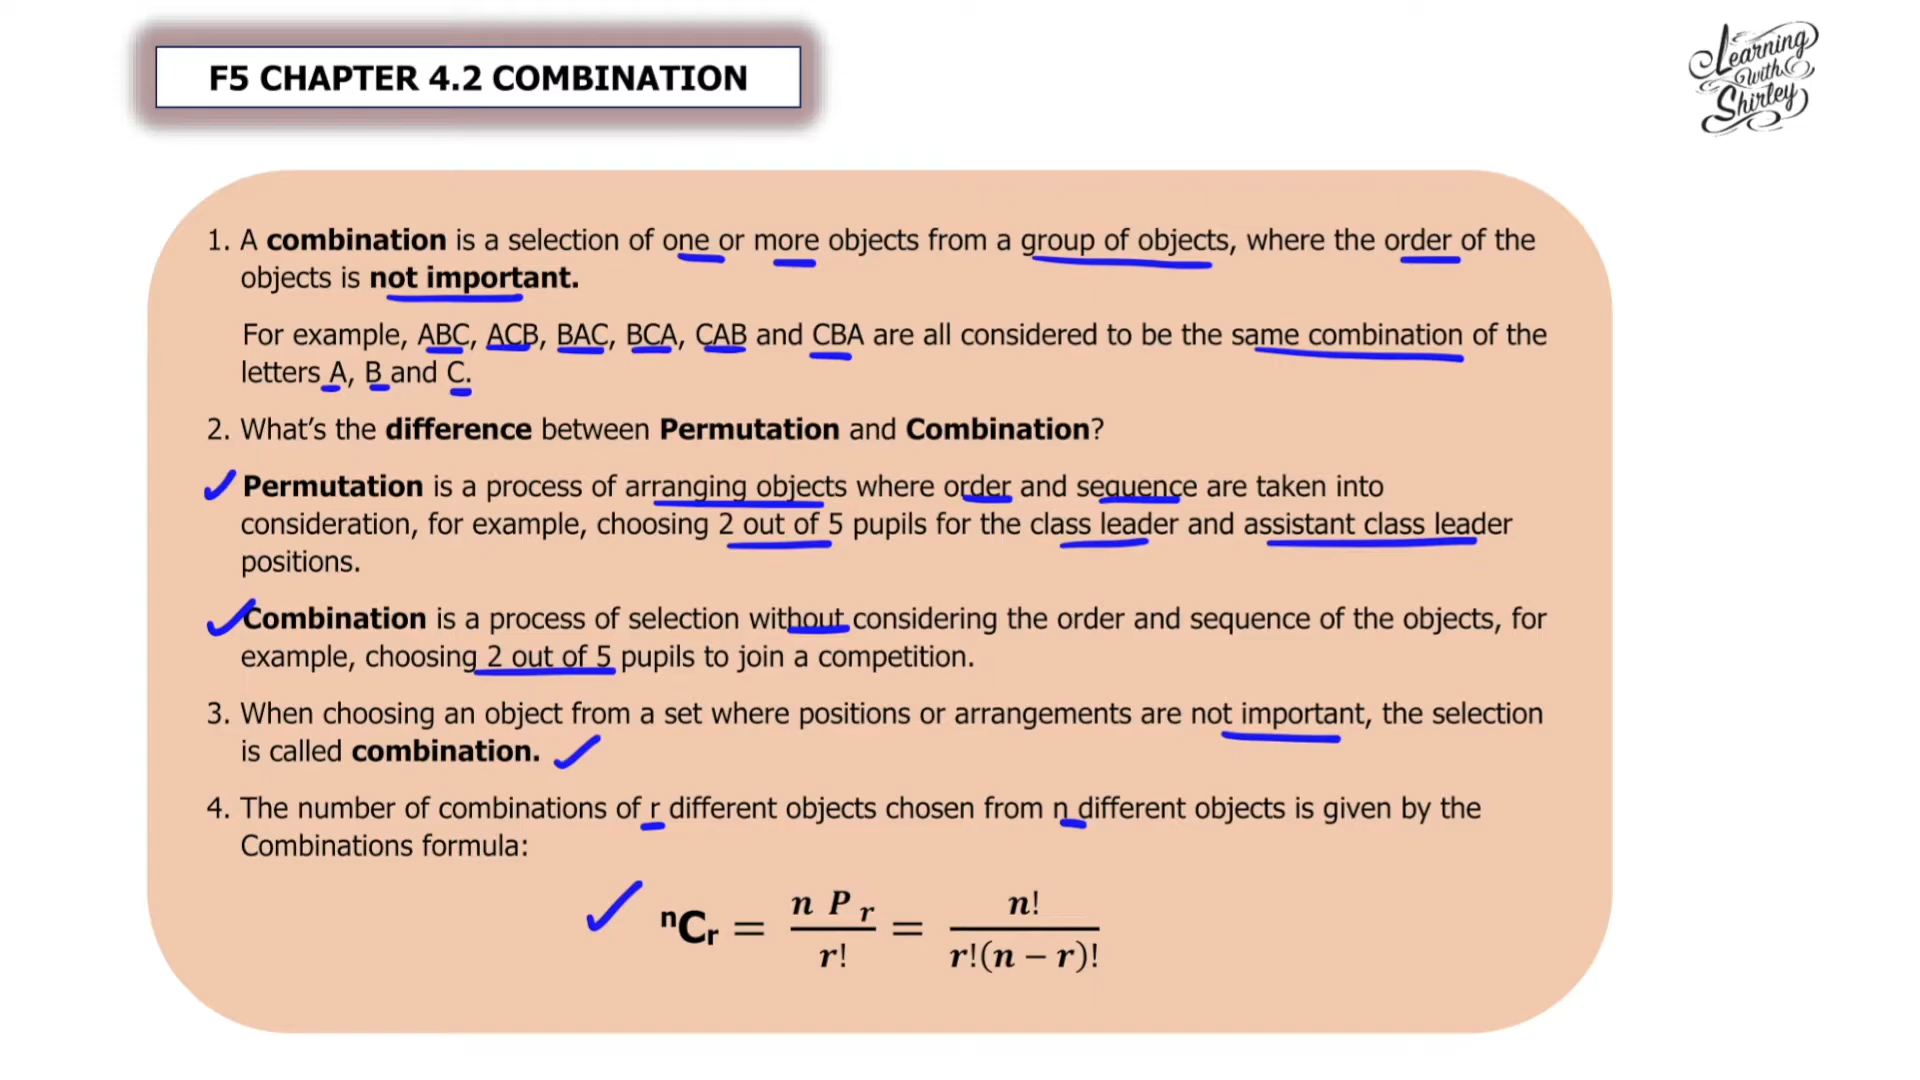 F5 CHAPTER 4.2 COMBINATION
Learning
With
Shirley
1. A combination is a selection of one or more objects from a group of objects, where the order of the
objects is not important.
For example, ABC, ACB, BAC, BCA, CAB and CBA are all considered to be the same combination of the
letters A, B and C.
2. What's the difference between Permutation and Combination?
Permutation is a process of arranging objects where order and sequence are taken into
consideration, for example, choosing 2 out of 5 pupils for the class leader and assistant class leader
positions.
Combination is a process of selection without considering the order and sequence of the objects, for
example, choosing 2 out of 5 pupils to join a competition.
3. When choosing an object from a set where positions or arrangements are not important, the selection
is called combination.
4. The number of combinations of r different objects chosen from n different objects is given by the
Combinations formula:
ⁿCᵣ = n P r / r! = n! / r!(n − r)!